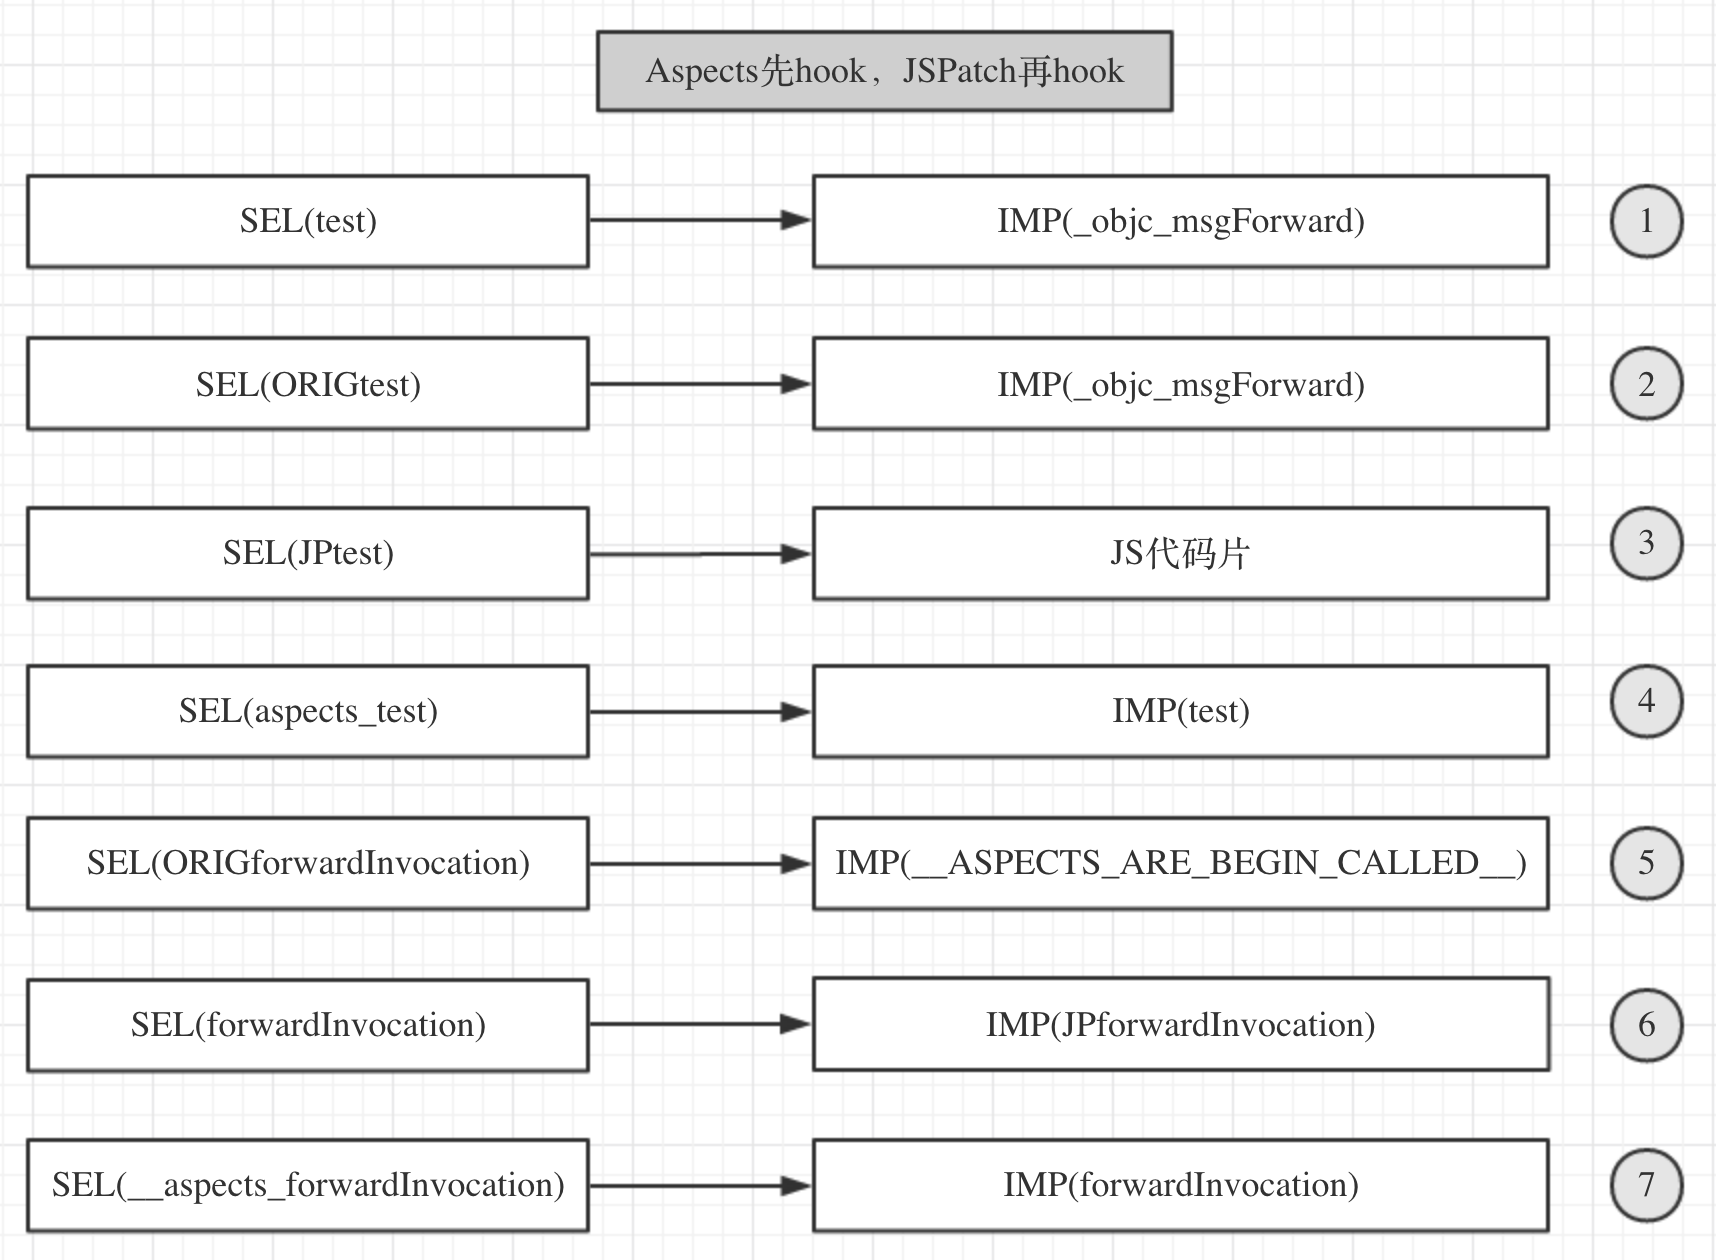 Aspects先hook，JSPatch再hook
SEL(test) IMP(_objc_msgForward) 1
SEL(ORIGtest) IMP(_objc_msgForward) 2
SEL(JPtest) JS代码片 3
SEL(aspects_test) IMP(test) 4
SEL(ORIGforwardInvocation) IMP(__ASPECTS_ARE_BEGIN_CALLED__) 5
SEL(forwardInvocation) IMP(JPforwardInvocation) 6
SEL(__aspects_forwardInvocation) IMP(forwardInvocation) 7